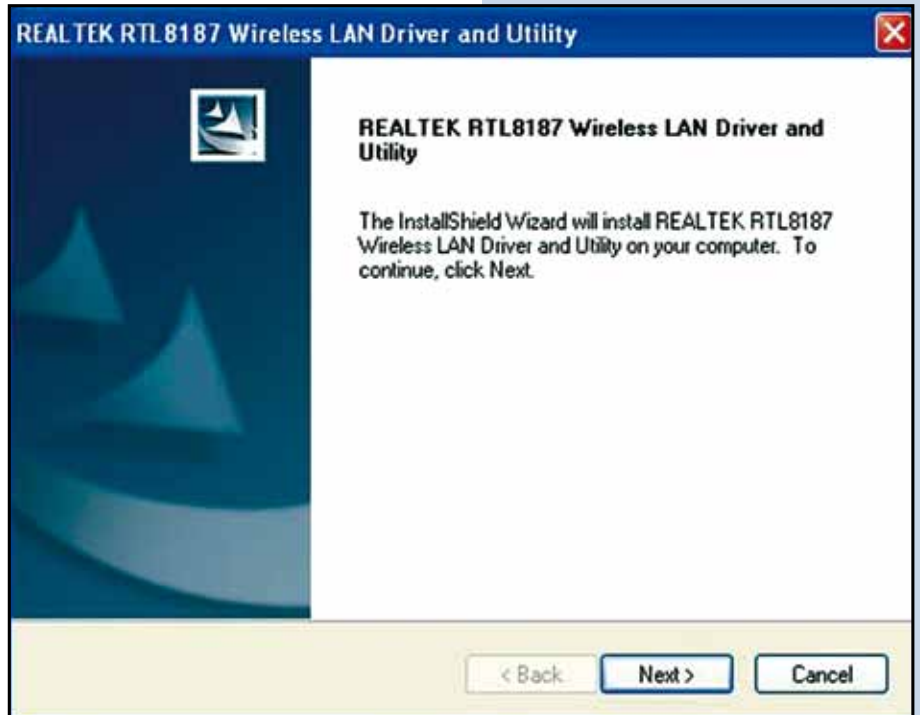 REALTEK RTL8187 Wireless LAN Driver and Utility
REALTEK RTL8187 Wireless LAN Driver and
Utility
The InstallShield Wizard will install REALTEK RTL8187
Wireless LAN Driver and Utility on your computer. To
continue, click Next.
< Back Next > Cancel